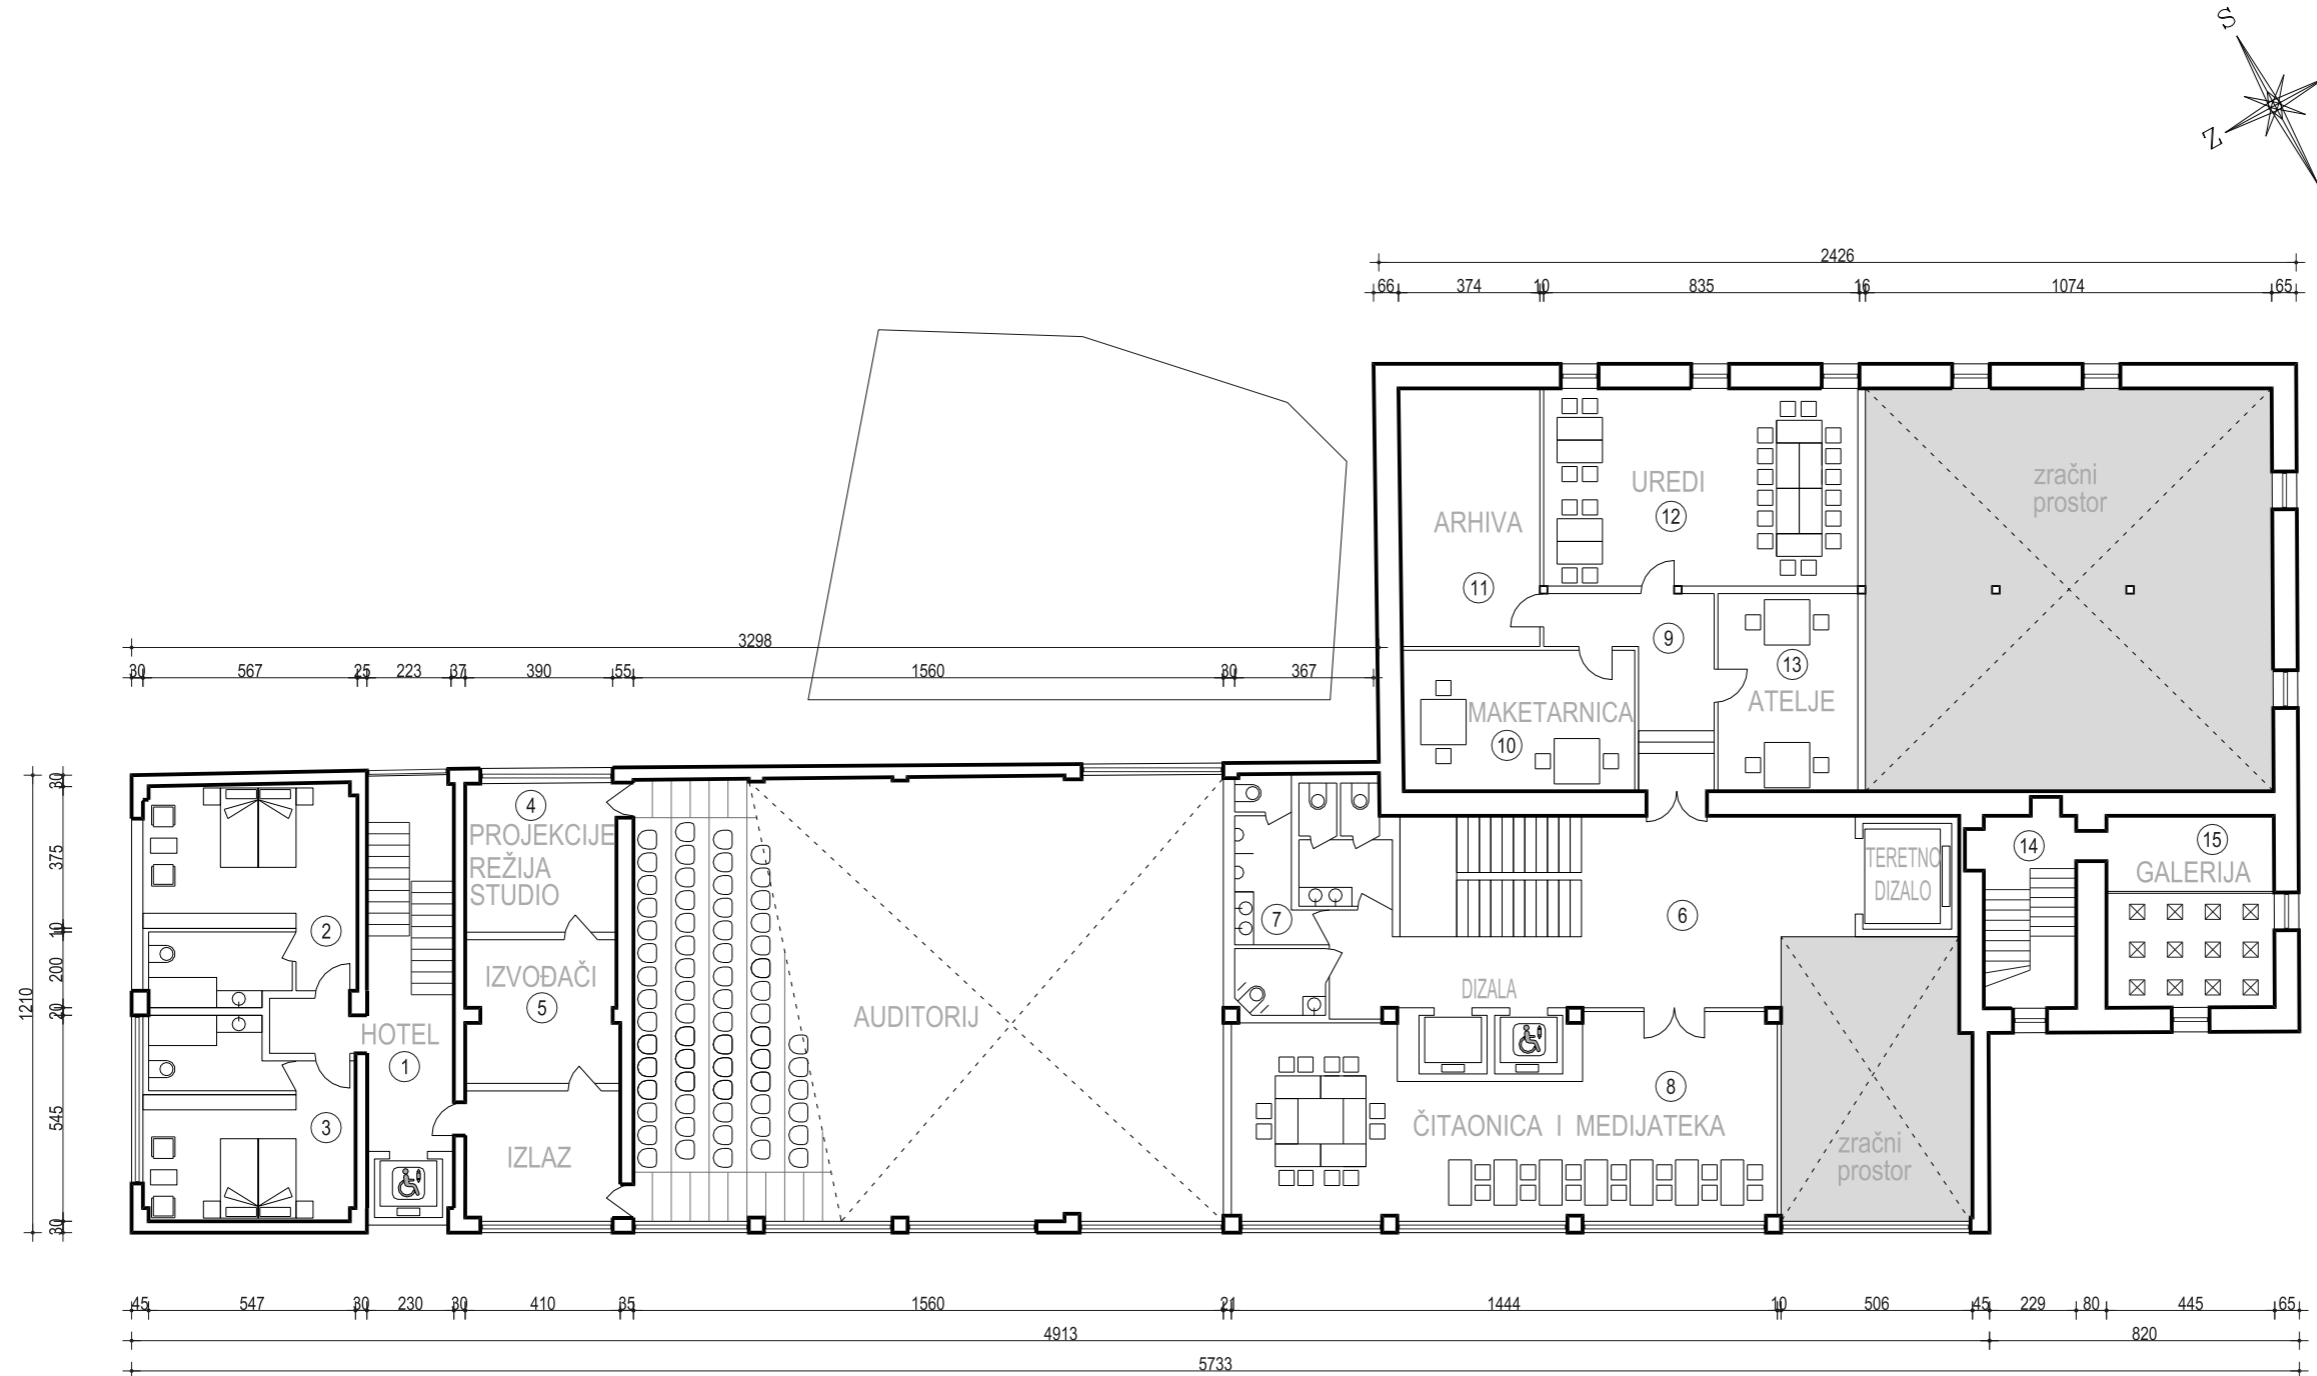 S
Z
2426
66 374 10 835 16 1074 65
UREDI
12
zračni
prostor
ARHIVA
11
9
13
ATELJE
MAKETARNICA
10
3298
30 567 25 223 37 390 55 1560 30 367
30
375
10
200
20
545
30
1210
4
PROJEKCIJE
REŽIJA
STUDIO
2
IZVOĐAČI
5
HOTEL
1
3
IZLAZ
AUDITORIJ
7
6
TERETNO
DIZALO
14
15
GALERIJA
DIZALA
8
ČITAONICA I MEDIJATEKA
zračni
prostor
45 547 30 230 30 410 35 1560 21 1444 10 506 45 229 80 445 65
4913 820
5733